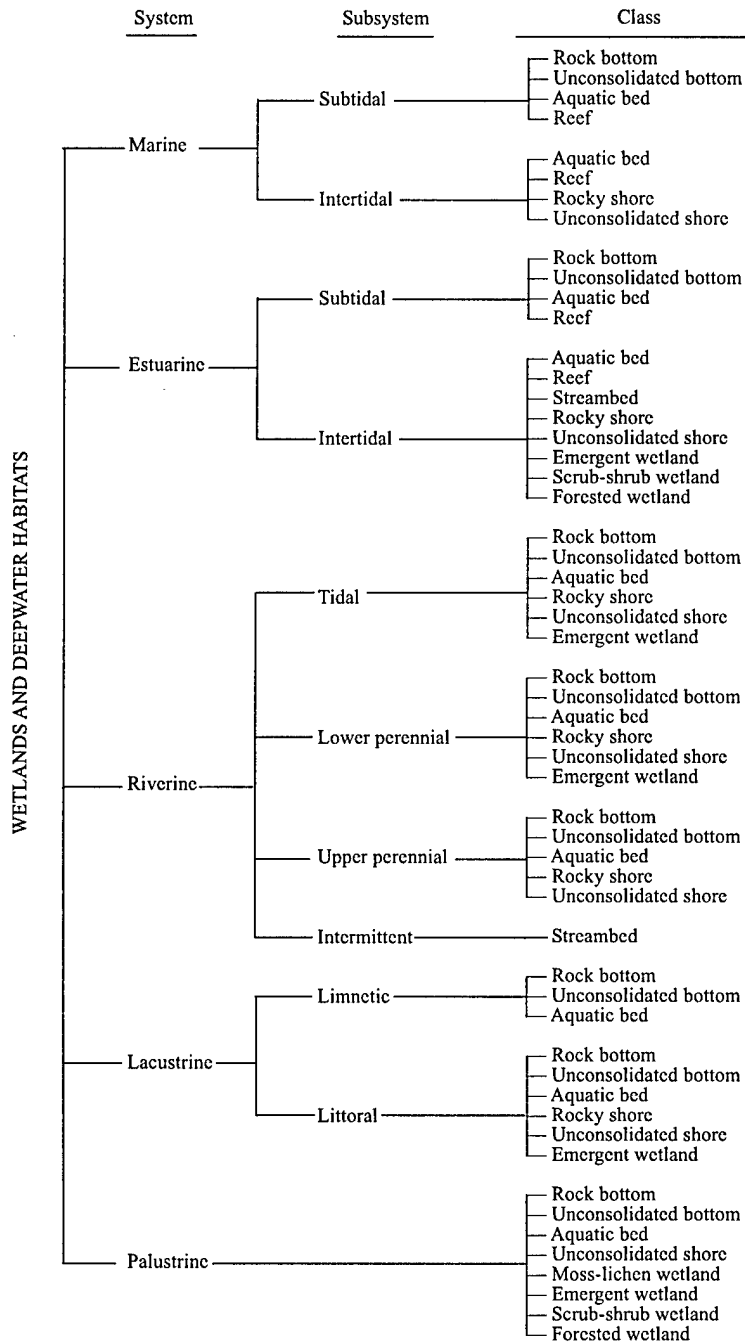 System Subsystem Class
WETLANDS AND DEEPWATER HABITATS
Marine
Subtidal
Rock bottom
Unconsolidated bottom
Aquatic bed
Reef
Intertidal
Aquatic bed
Reef
Rocky shore
Unconsolidated shore
Estuarine
Subtidal
Rock bottom
Unconsolidated bottom
Aquatic bed
Reef
Intertidal
Aquatic bed
Reef
Streambed
Rocky shore
Unconsolidated shore
Emergent wetland
Scrub-shrub wetland
Forested wetland
Riverine
Tidal
Rock bottom
Unconsolidated bottom
Aquatic bed
Rocky shore
Unconsolidated shore
Emergent wetland
Lower perennial
Rock bottom
Unconsolidated bottom
Aquatic bed
Rocky shore
Unconsolidated shore
Emergent wetland
Upper perennial
Rock bottom
Unconsolidated bottom
Aquatic bed
Rocky shore
Unconsolidated shore
Intermittent
Streambed
Lacustrine
Limnetic
Rock bottom
Unconsolidated bottom
Aquatic bed
Littoral
Rock bottom
Unconsolidated bottom
Aquatic bed
Rocky shore
Unconsolidated shore
Emergent wetland
Palustrine
Rock bottom
Unconsolidated bottom
Aquatic bed
Unconsolidated shore
Moss-lichen wetland
Emergent wetland
Scrub-shrub wetland
Forested wetland